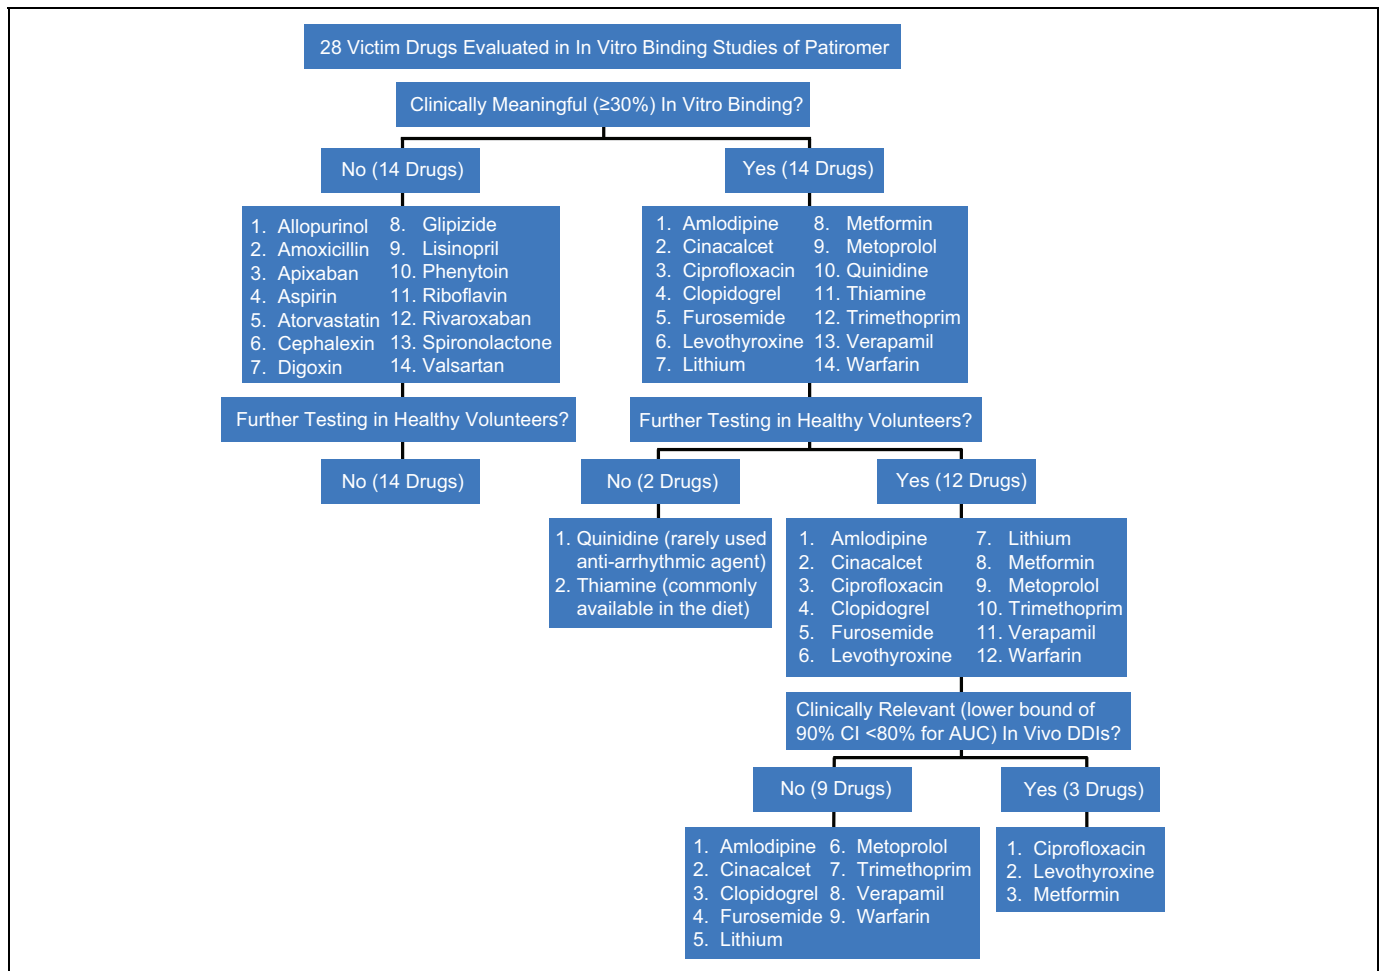 28 Victim Drugs Evaluated in In Vitro Binding Studies of Patiromer
Clinically Meaningful (≥30%) In Vitro Binding?
No (14 Drugs)
Yes (14 Drugs)
1. Allopurinol
2. Amoxicillin
3. Apixaban
4. Aspirin
5. Atorvastatin
6. Cephalexin
7. Digoxin
8. Glipizide
9. Lisinopril
10. Phenytoin
11. Riboflavin
12. Rivaroxaban
13. Spironolactone
14. Valsartan
1. Amlodipine
2. Cinacalcet
3. Ciprofloxacin
4. Clopidogrel
5. Furosemide
6. Levothyroxine
7. Lithium
8. Metformin
9. Metoprolol
10. Quinidine
11. Thiamine
12. Trimethoprim
13. Verapamil
14. Warfarin
Further Testing in Healthy Volunteers?
Further Testing in Healthy Volunteers?
No (14 Drugs)
No (2 Drugs)
Yes (12 Drugs)
1. Quinidine (rarely used
anti-arrhythmic agent)
2. Thiamine (commonly
available in the diet)
1. Amlodipine
2. Cinacalcet
3. Ciprofloxacin
4. Clopidogrel
5. Furosemide
6. Levothyroxine
7. Lithium
8. Metformin
9. Metoprolol
10. Trimethoprim
11. Verapamil
12. Warfarin
Clinically Relevant (lower bound of
90% CI <80% for AUC) In Vivo DDIs?
No (9 Drugs)
Yes (3 Drugs)
1. Amlodipine
2. Cinacalcet
3. Clopidogrel
4. Furosemide
5. Lithium
6. Metoprolol
7. Trimethoprim
8. Verapamil
9. Warfarin
1. Ciprofloxacin
2. Levothyroxine
3. Metformin